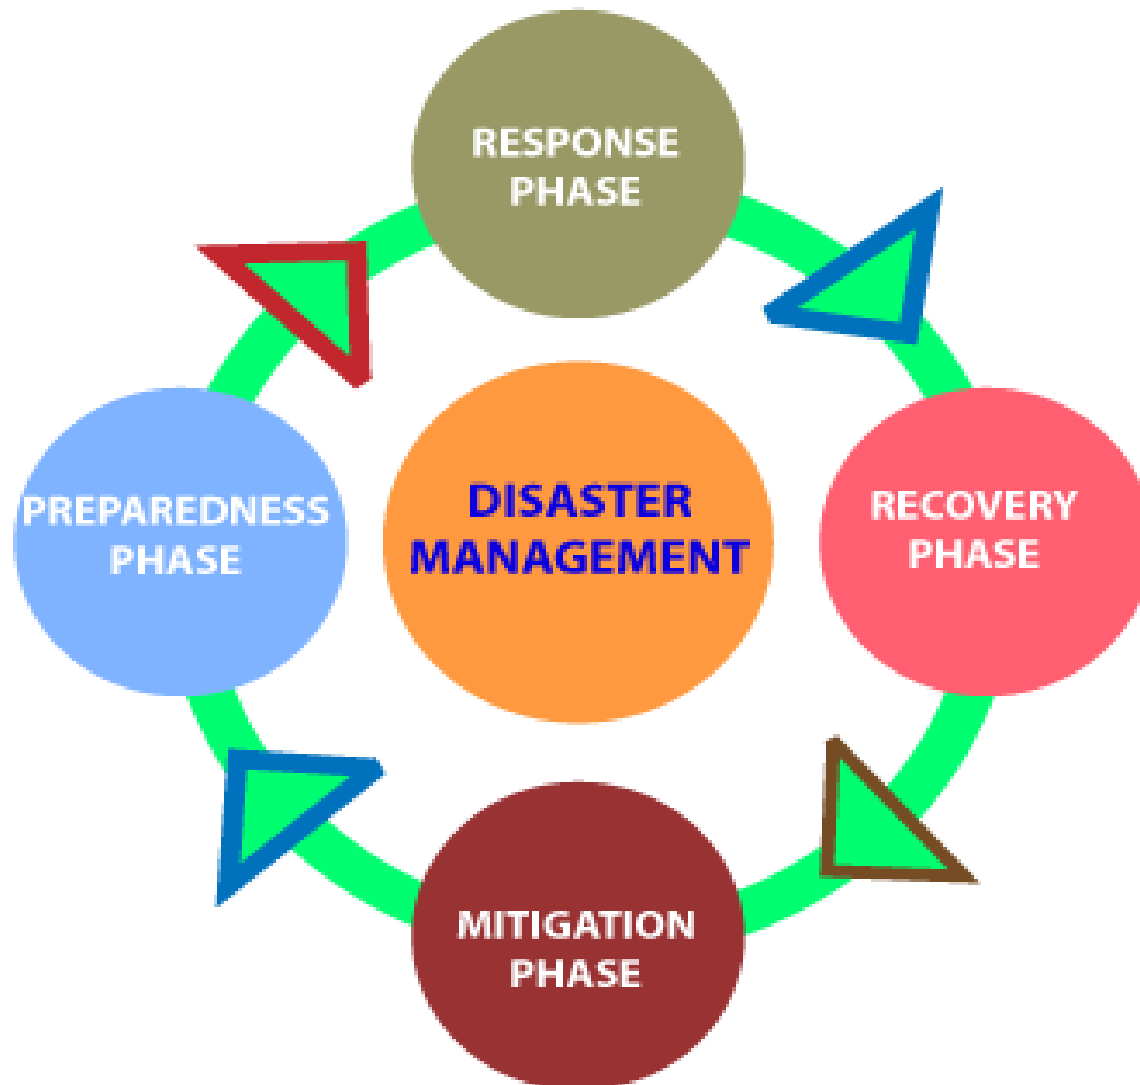 RESPONSE
PHASE
PREPAREDNESS
PHASE
DISASTER
MANAGEMENT
RECOVERY
PHASE
MITIGATION
PHASE